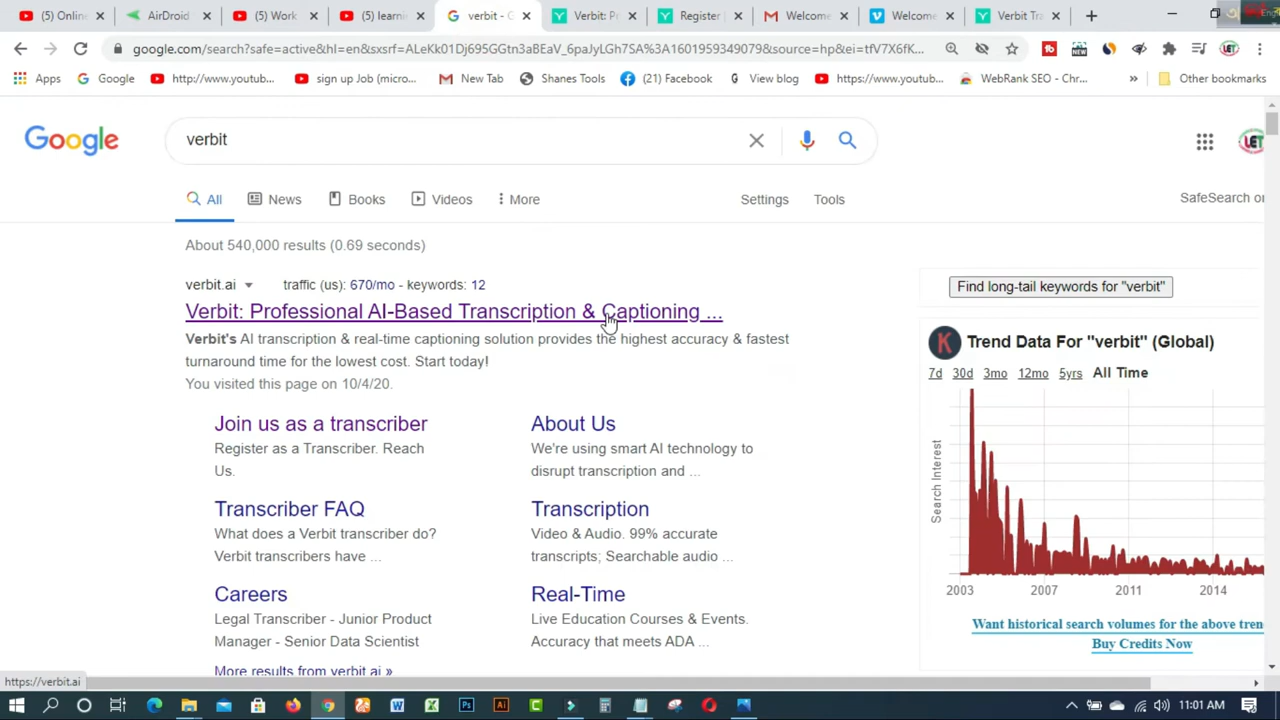 (5) Online
AirDroid
(5) Work
(5) learni
verbit - G
Verbit: Pr
Register
Welcome
Welcome
Verbit Tra
google.com/search?safe=active&hl=en&sxsrf=ALeKk01Dj695GGtn3aBEaV_6paJyLGh7SA%3A1601959349079&source=hp&ei=tfV7X6fK...
Apps
Google
http://www.youtub...
sign up Job (micro...
New Tab
Shanes Tools
(21) Facebook
View blog
https://www.youtub...
WebRank SEO - Chr...
»
Other bookmarks
Google
verbit
All
News
Books
Videos
More
Settings
Tools
SafeSearch on
About 540,000 results (0.69 seconds)
verbit.ai
traffic (us): 670/mo - keywords: 12
Verbit: Professional AI-Based Transcription & Captioning ...
Verbit's AI transcription & real-time captioning solution provides the highest accuracy & fastest
turnaround time for the lowest cost. Start today!
You visited this page on 10/4/20.
Join us as a transcriber
Register as a Transcriber. Reach
Us.
About Us
We're using smart AI technology to
disrupt transcription and ...
Transcriber FAQ
What does a Verbit transcriber do?
Verbit transcribers have ...
Transcription
Video & Audio. 99% accurate
transcripts; Searchable audio ...
Careers
Legal Transcriber - Junior Product
Manager - Senior Data Scientist
Real-Time
Live Education Courses & Events.
Accuracy that meets ADA ...
More results from verbit.ai »
Find long-tail keywords for "verbit"
K
Trend Data For "verbit" (Global)
7d 30d 3mo 12mo 5yrs All Time
Search Interest
2003 2007 2011 2014
Want historical search volumes for the above tren
Buy Credits Now
https://verbit.ai
11:01 AM